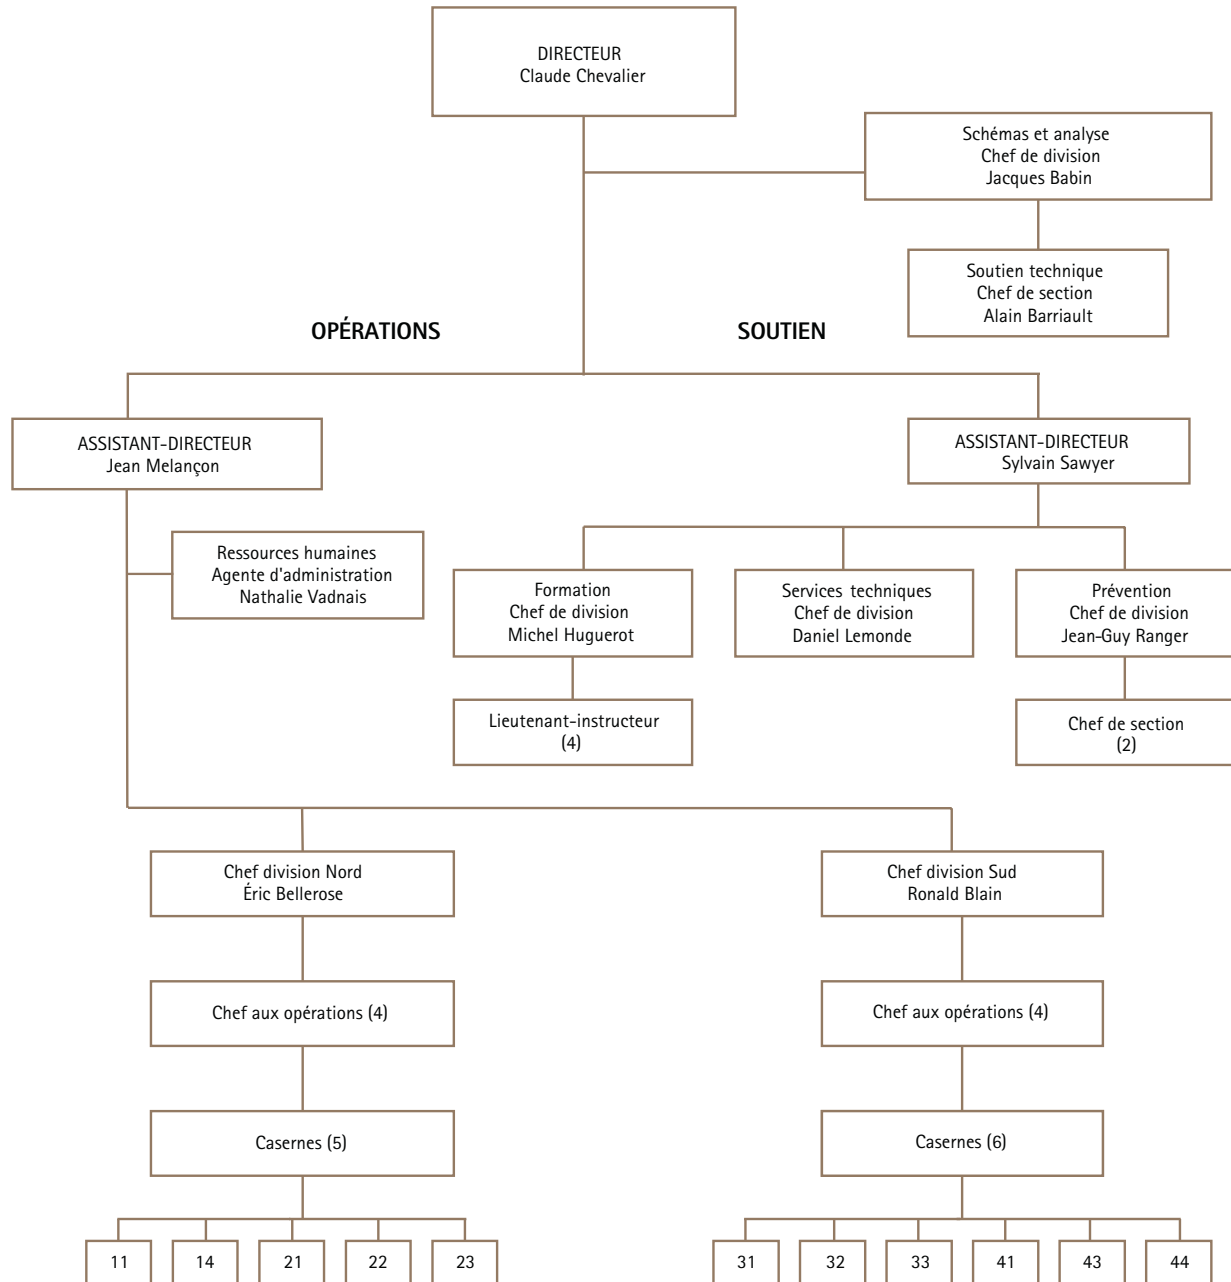 DIRECTEUR
Claude Chevalier
Schémas et analyse
Chef de division
Jacques Babin
Soutien technique
Chef de section
Alain Barriault
OPÉRATIONS
SOUTIEN
ASSISTANT-DIRECTEUR
Jean Melançon
ASSISTANT-DIRECTEUR
Sylvain Sawyer
Ressources humaines
Agente d'administration
Nathalie Vadnais
Formation
Chef de division
Michel Huguerot
Services techniques
Chef de division
Daniel Lemonde
Prévention
Chef de division
Jean-Guy Ranger
Lieutenant-instructeur
(4)
Chef de section
(2)
Chef division Nord
Éric Bellerose
Chef division Sud
Ronald Blain
Chef aux opérations (4)
Chef aux opérations (4)
Casernes (5)
Casernes (6)
11
14
21
22
23
31
32
33
41
43
44